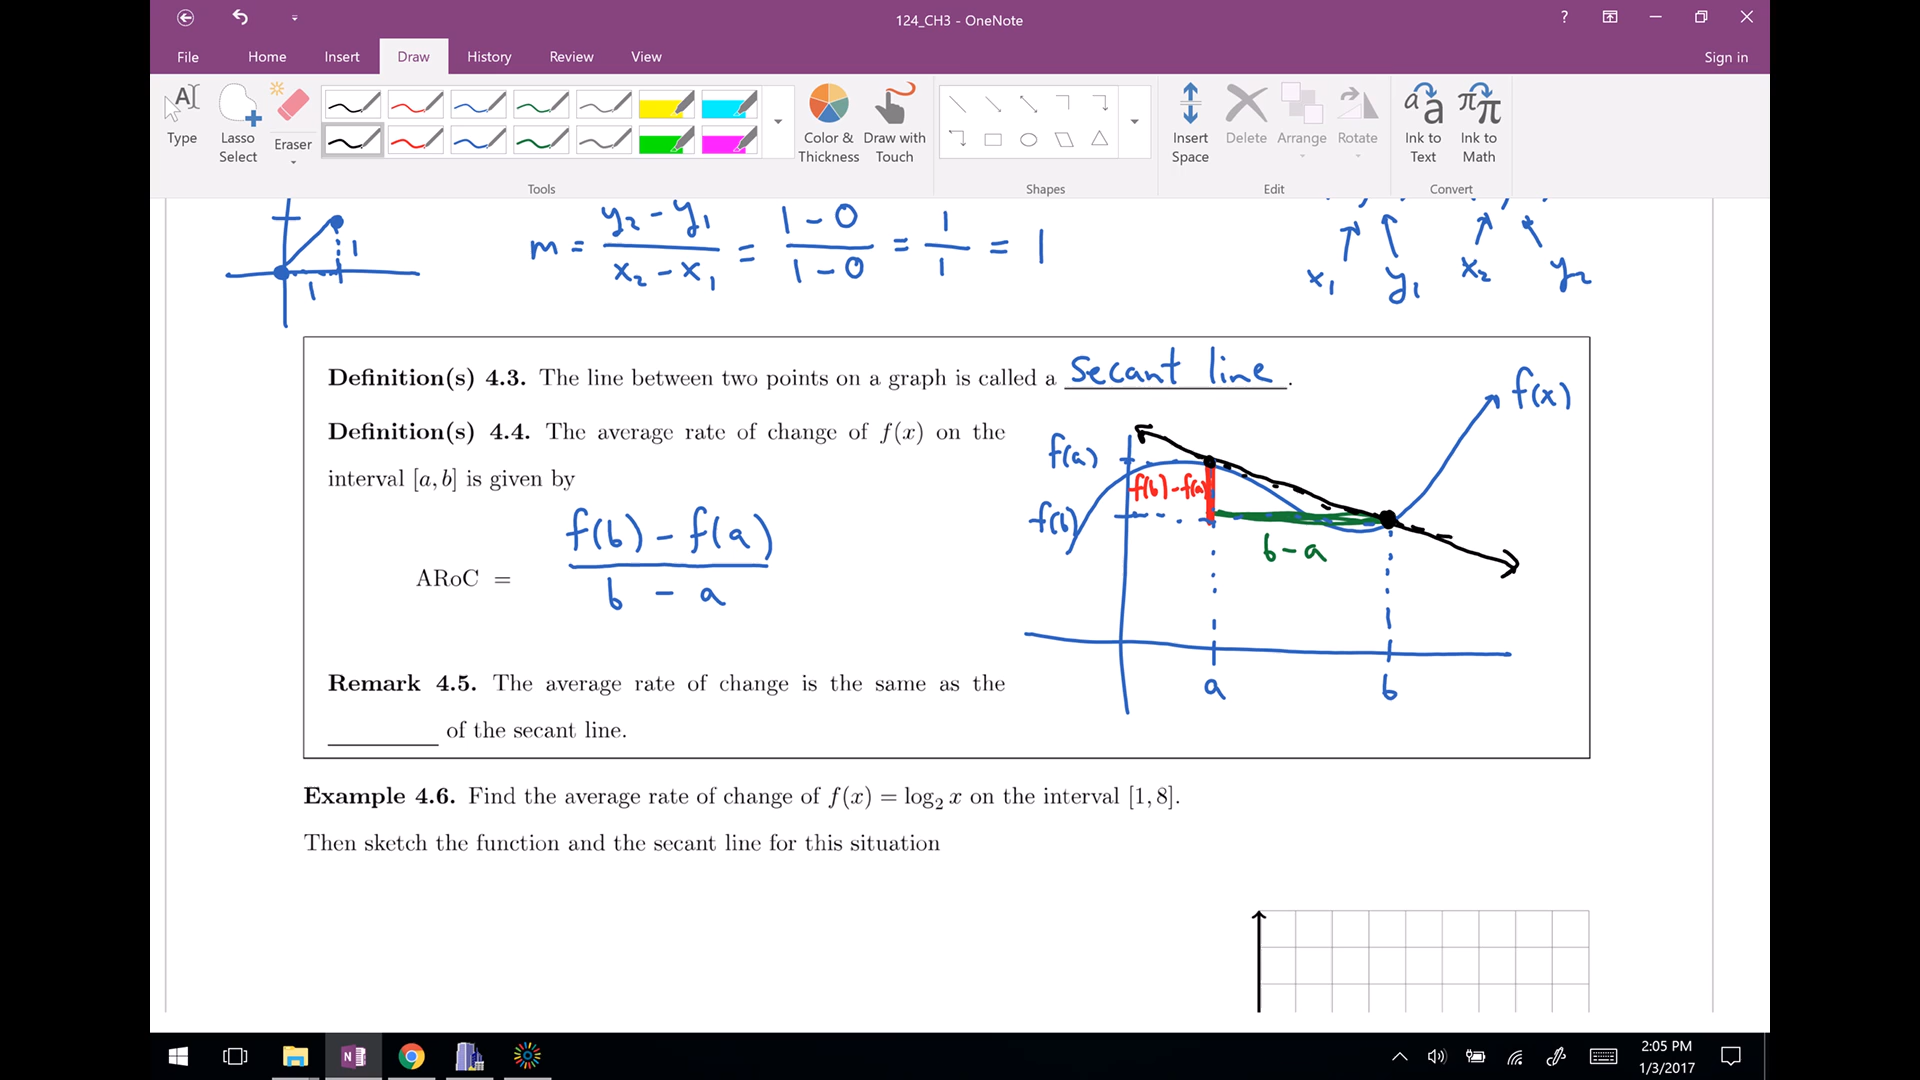 124_CH3 - OneNote
?
File Home Insert Draw History Review View
Sign in
Type
Lasso Select
Eraser
Color & Thickness
Draw with Touch
Insert Space
Delete
Arrange
Rotate
Ink to Text
Ink to Math
Tools
Shapes
Edit
Convert
1
1
m = y₂ - y₁ / x₂ - x₁ = 1 - 0 / 1 - 0 = 1/1 = 1
x₁ y₁ x₂ y₂
Definition(s) 4.3. The line between two points on a graph is called a secant line.
Definition(s) 4.4. The average rate of change of f(x) on the
interval [a, b] is given by
ARoC = f(b) - f(a) / b - a
Remark 4.5. The average rate of change is the same as the
________ of the secant line.
f(x)
f(a)
f(b) - f(a)
f(b)
b - a
a
b
Example 4.6. Find the average rate of change of f(x) = log₂ x on the interval [1, 8].
Then sketch the function and the secant line for this situation
2:05 PM
1/3/2017